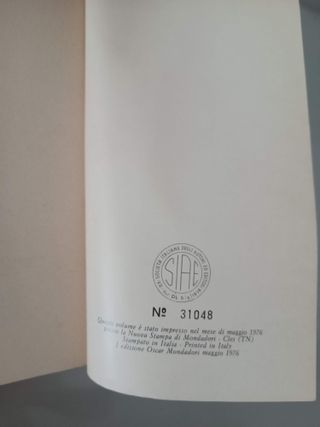 SIAE
Nº 31048
Questo volume è stato impresso nel mese di maggio 1976
presso la Nuova Stampa di Mondadori - Cles (TN)
Stampato in Italia - Printed in Italy
I edizione Oscar Mondadori maggio 1976